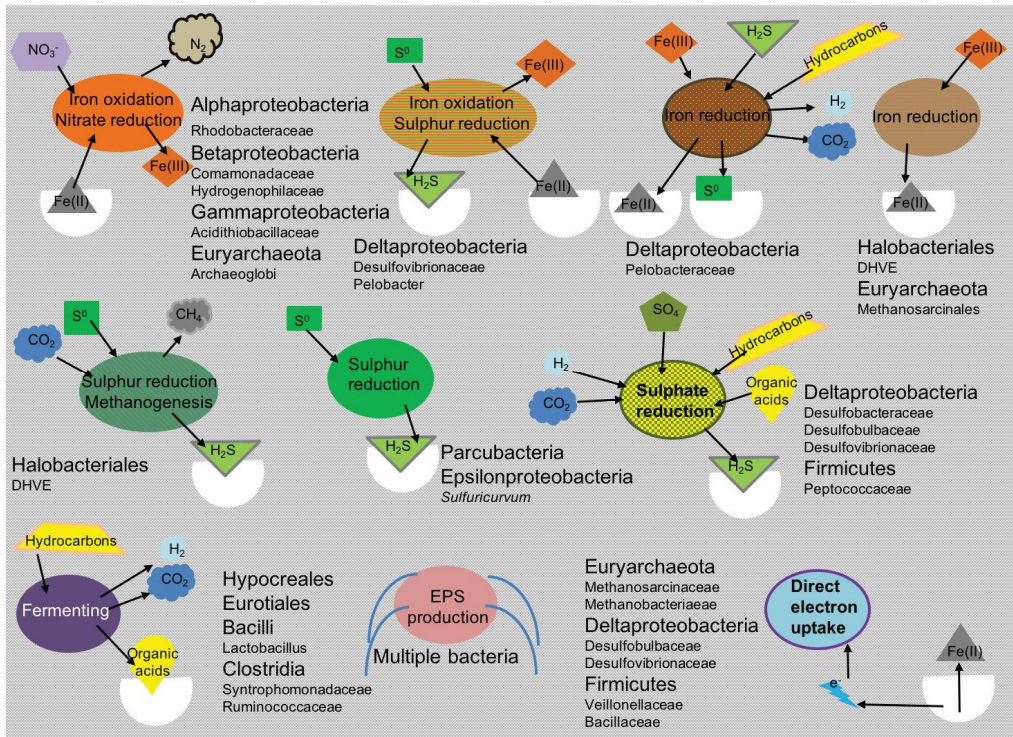 NO₃⁻
N₂
Iron oxidation
Nitrate reduction
Fe(III)
Fe(II)
Alphaproteobacteria
Rhodobacteraceae
Betaproteobacteria
Comamonadaceae
Hydrogenophilaceae
Gammaproteobacteria
Acidithiobacillaceae
Euryarchaeota
Archaeoglobi
S⁰
Fe(III)
Iron oxidation
Sulphur reduction
H₂S
Fe(II)
Deltaproteobacteria
Desulfovibrionaceae
Pelobacter
Fe(III)
H₂S
Hydrocarbons
Iron reduction
H₂
CO₂
Fe(II)
S⁰
Deltaproteobacteria
Pelobacteraceae
Fe(III)
Iron reduction
Fe(II)
Halobacteriales
DHVE
Euryarchaeota
Methanosarcinales
S⁰
CO₂
CH₄
Sulphur reduction
Methanogenesis
H₂S
Halobacteriales
DHVE
S⁰
Sulphur
reduction
H₂S
Parcubacteria
Epsilonproteobacteria
Sulfuricurvum
SO₄
Hydrocarbons
H₂
CO₂
Sulphate
reduction
Organic
acids
H₂S
Deltaproteobacteria
Desulfobacteraceae
Desulfobulbaceae
Desulfovibrionaceae
Firmicutes
Peptococcaceae
Hydrocarbons
H₂
CO₂
Fermenting
Organic
acids
Hypocreales
Eurotiales
Bacilli
Lactobacillus
Clostridia
Syntrophomonadaceae
Ruminococcaceae
EPS
production
Multiple bacteria
Euryarchaeota
Methanosarcinaceae
Methanobacteriaeae
Deltaproteobacteria
Desulfobulbaceae
Desulfovibrionaceae
Firmicutes
Veillonellaceae
Bacillaceae
Direct
electron
uptake
e⁻
Fe(II)